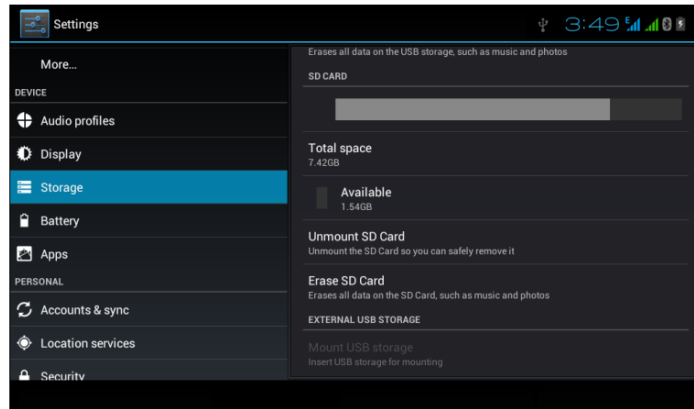 Settings
3:49
E
More...
DEVICE
Audio profiles
Display
Storage
Battery
Apps
PERSONAL
Accounts & sync
Location services
Security
Erases all data on the USB storage, such as music and photos
SD CARD
Total space
7.42GB
Available
1.54GB
Unmount SD Card
Unmount the SD Card so you can safely remove it
Erase SD Card
Erases all data on the SD Card, such as music and photos
EXTERNAL USB STORAGE
Mount USB storage
Insert USB storage for mounting